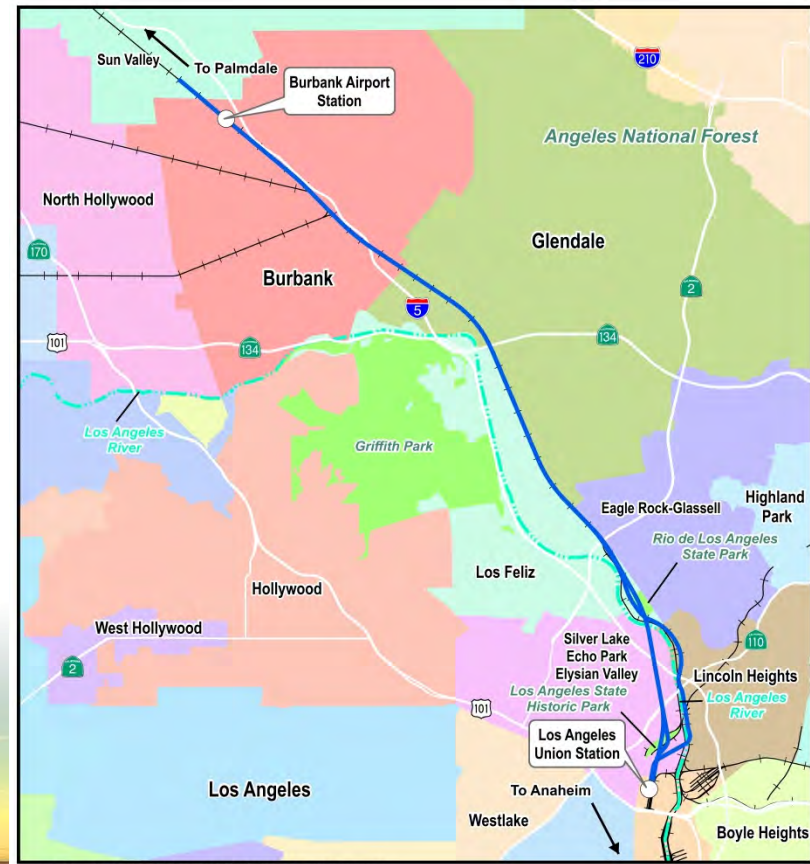 Sun Valley
To Palmdale
Burbank Airport
Station
210
Angeles National Forest
North Hollywood
Glendale
170
Burbank
2
5
101
134
134
Los Angeles
River
Griffith Park
Eagle Rock-Glassell
Highland
Park
Rio de Los Angeles
State Park
Los Feliz
Hollywood
West Hollywood
2
Silver Lake
Echo Park
Elysian Valley
Los Angeles State
Historic Park
110
Lincoln Heights
Los Angeles
River
101
Los Angeles
Union Station
Los Angeles
To Anaheim
Westlake
Boyle Heights